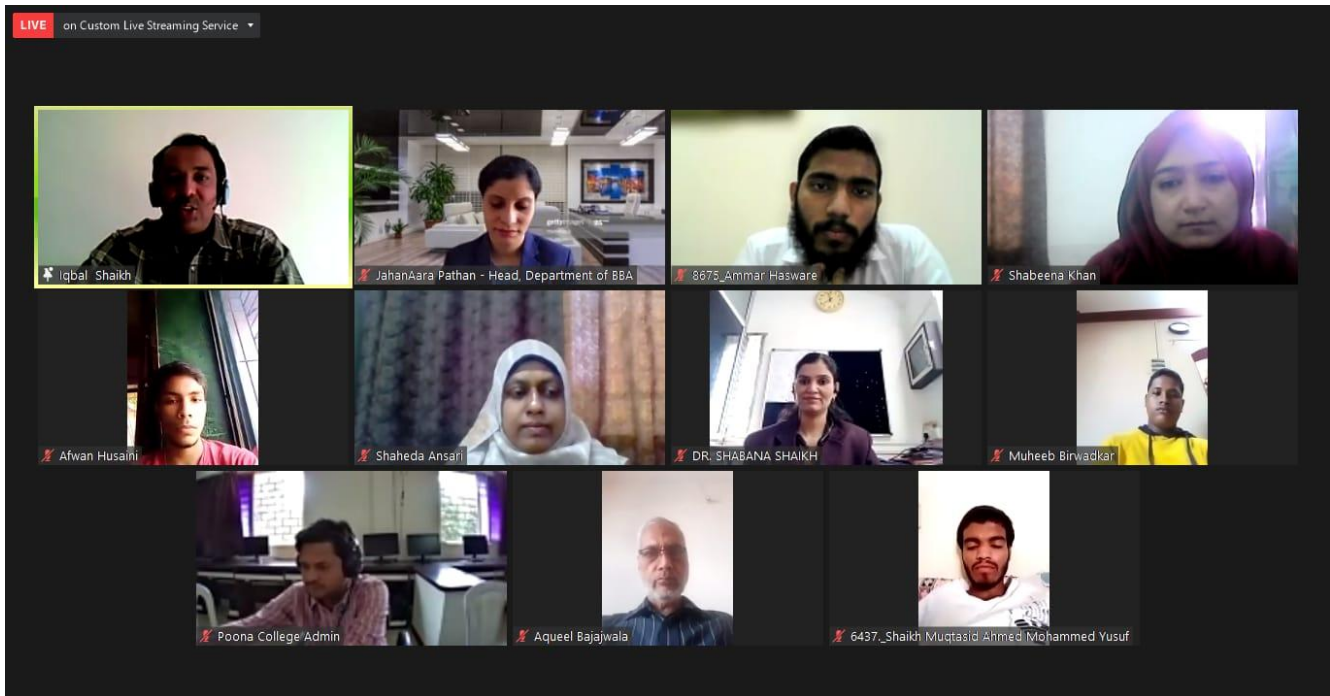 LIVE on Custom Live Streaming Service
Iqbal Shaikh
JahanAara Pathan - Head, Department of BBA
8675_Ammar Hasware
Shabeena Khan
Afwan Husaini
Shaheda Ansari
DR. SHABANA SHAIKH
Muheeb Birwadkar
Poona College Admin
Aqueel Bajajwala
6437._Shaikh Muqtasid Ahmed Mohammed Yusuf